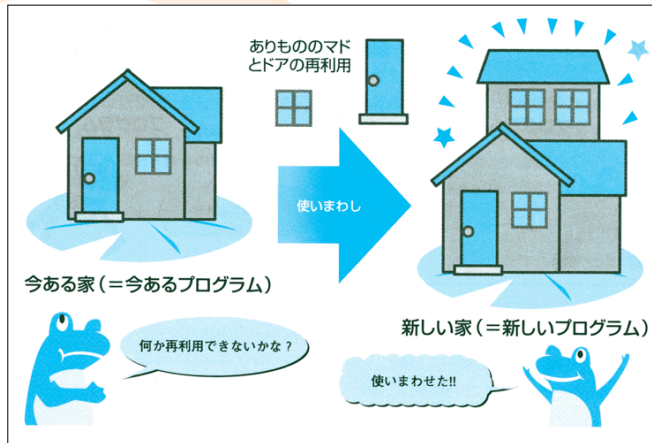 ありもののマド
とドアの再利用
使いまわし
今ある家(=今あるプログラム)
新しい家(=新しいプログラム)
何か再利用できないかな?
使いまわせた!!